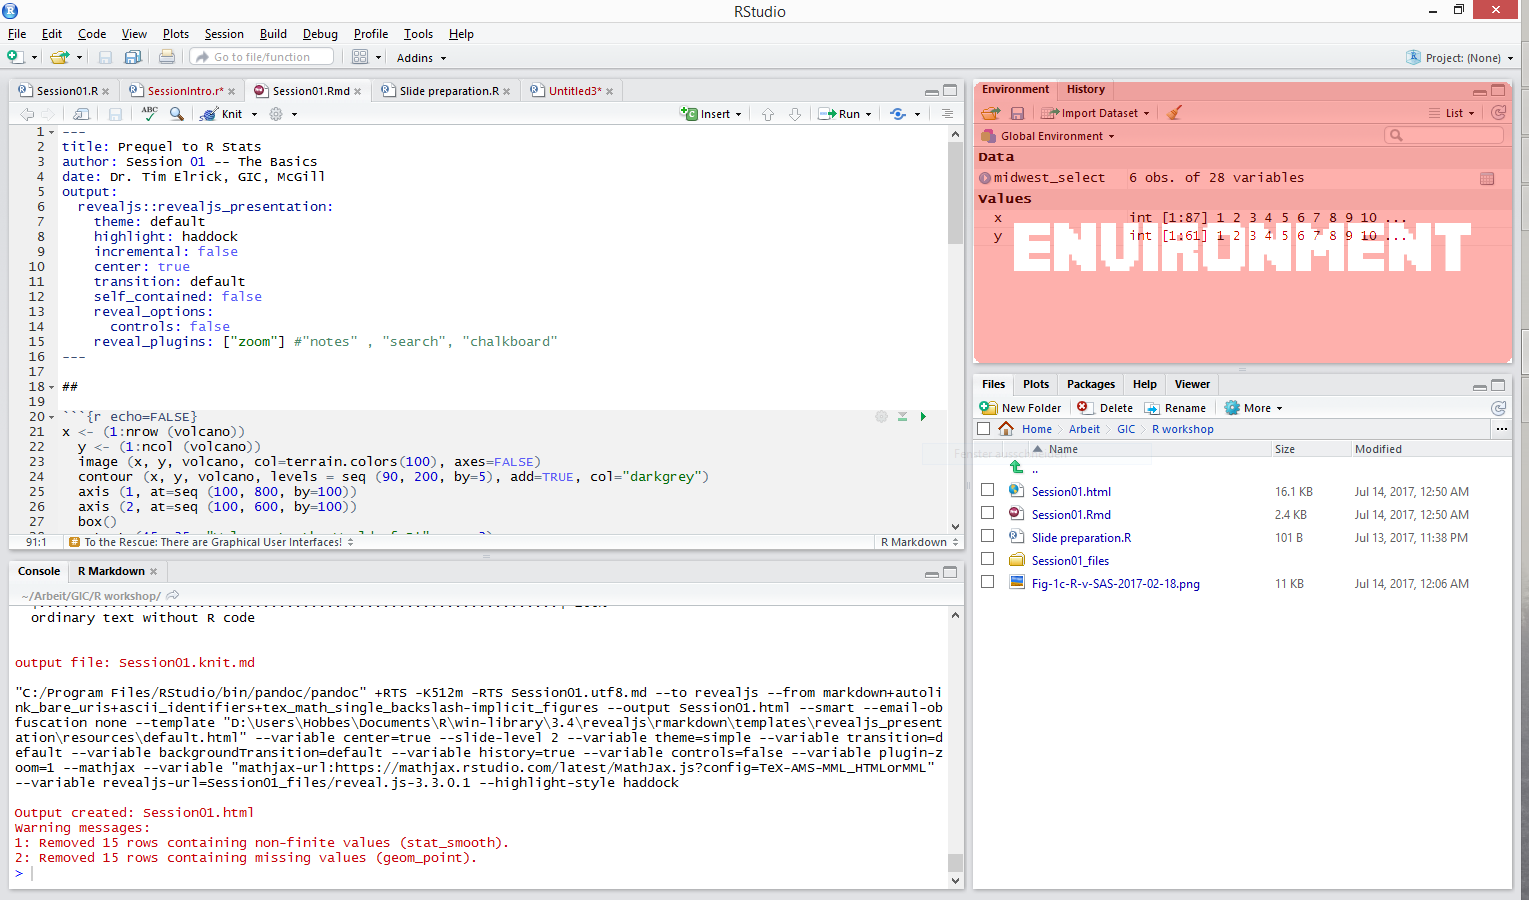 RStudio
File Edit Code View Plots Session Build Debug Profile Tools Help
Go to file/function Addins Project: (None)
Session01.R SessionIntro.r* Session01.Rmd Slide preparation.R Untitled3*
ABC Knit Insert Run
1 ---
2 title: Prequel to R Stats
3 author: Session 01 -- The Basics
4 date: Dr. Tim Elrick, GIC, McGill
5 output:
6 revealjs::revealjs_presentation:
7 theme: default
8 highlight: haddock
9 incremental: false
10 center: true
11 transition: default
12 self_contained: false
13 reveal_options:
14 controls: false
15 reveal_plugins: ["zoom"] #"notes" , "search", "chalkboard"
16 ---
17
18 ##
19
20 ```{r echo=FALSE}
21 x <- (1:nrow (volcano))
22 y <- (1:ncol (volcano))
23 image (x, y, volcano, col=terrain.colors(100), axes=FALSE)
24 contour (x, y, volcano, levels = seq (90, 200, by=5), add=TRUE, col="darkgrey")
25 axis (1, at=seq (100, 800, by=100))
26 axis (2, at=seq (100, 600, by=100))
27 box()
91:1 # To the Rescue: There are Graphical User Interfaces! R Markdown
Console R Markdown
~/Arbeit/GIC/R workshop/
ordinary text without R code
output file: Session01.knit.md
"C:/Program Files/RStudio/bin/pandoc/pandoc" +RTS -K512m -RTS Session01.utf8.md --to revealjs --from markdown+autoli
nk_bare_uris+ascii_identifiers+tex_math_single_backslash-implicit_figures --output Session01.html --smart --email-ob
fuscation none --template "D:\Users\Hobbes\Documents\R\win-library\3.4\revealjs\rmarkdown\templates\revealjs_present
ation\resources\default.html" --variable center=true --slide-level 2 --variable theme=simple --variable transition=d
efault --variable backgroundTransition=default --variable history=true --variable controls=false --variable plugin-z
oom=1 --mathjax --variable "mathjax-url:https://mathjax.rstudio.com/latest/MathJax.js?config=TeX-AMS-MML_HTMLorMML"
--variable revealjs-url=Session01_files/reveal.js-3.3.0.1 --highlight-style haddock
Output created: Session01.html
Warning messages:
1: Removed 15 rows containing non-finite values (stat_smooth).
2: Removed 15 rows containing missing values (geom_point).
>
Environment History
Import Dataset List
Global Environment
Data
midwest_select 6 obs. of 28 variables
Values
x int [1:87] 1 2 3 4 5 6 7 8 9 10 ...
y int [1:61] 1 2 3 4 5 6 7 8 9 10 ...
ENVIRONMENT
Files Plots Packages Help Viewer
New Folder Delete Rename More
Home Arbeit GIC R workshop ...
Name Size Modified
..
Session01.html 16.1 KB Jul 14, 2017, 12:50 AM
Session01.Rmd 2.4 KB Jul 14, 2017, 12:50 AM
Slide preparation.R 101 B Jul 13, 2017, 11:38 PM
Session01_files
Fig-1c-R-v-SAS-2017-02-18.png 11 KB Jul 14, 2017, 12:06 AM